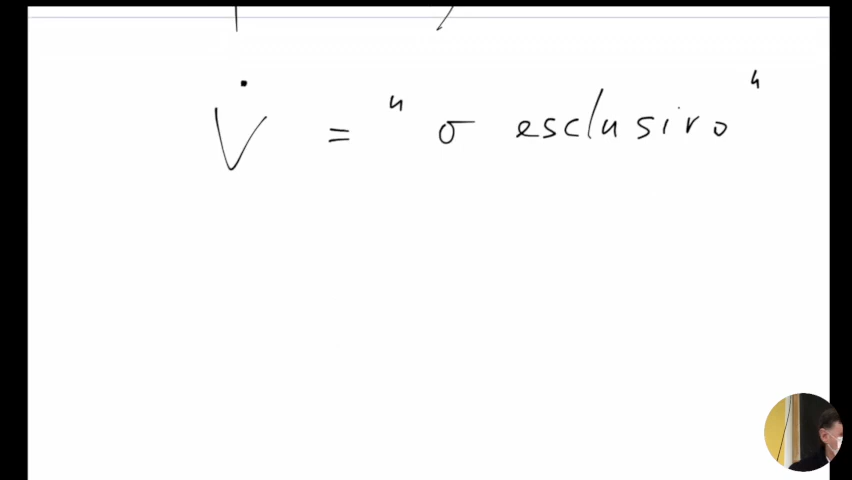 V̇ = " σ esclusivo "